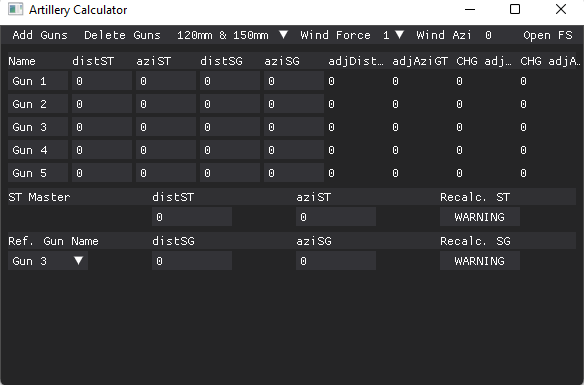 Artillery Calculator
Add Guns Delete Guns 120mm & 150mm ▼ Wind Force 1 ▼ Wind Azi 0 Open FS
Name distST aziST distSG aziSG adjDist… adjAziGT CHG adj… CHG adjA…
Gun 1 0 0 0 0 0 0 0 0
Gun 2 0 0 0 0 0 0 0 0
Gun 3 0 0 0 0 0 0 0 0
Gun 4 0 0 0 0 0 0 0 0
Gun 5 0 0 0 0 0 0 0 0
ST Master distST aziST Recalc. ST
0 0 WARNING
Ref. Gun Name distSG aziSG Recalc. SG
Gun 3 ▼ 0 0 WARNING